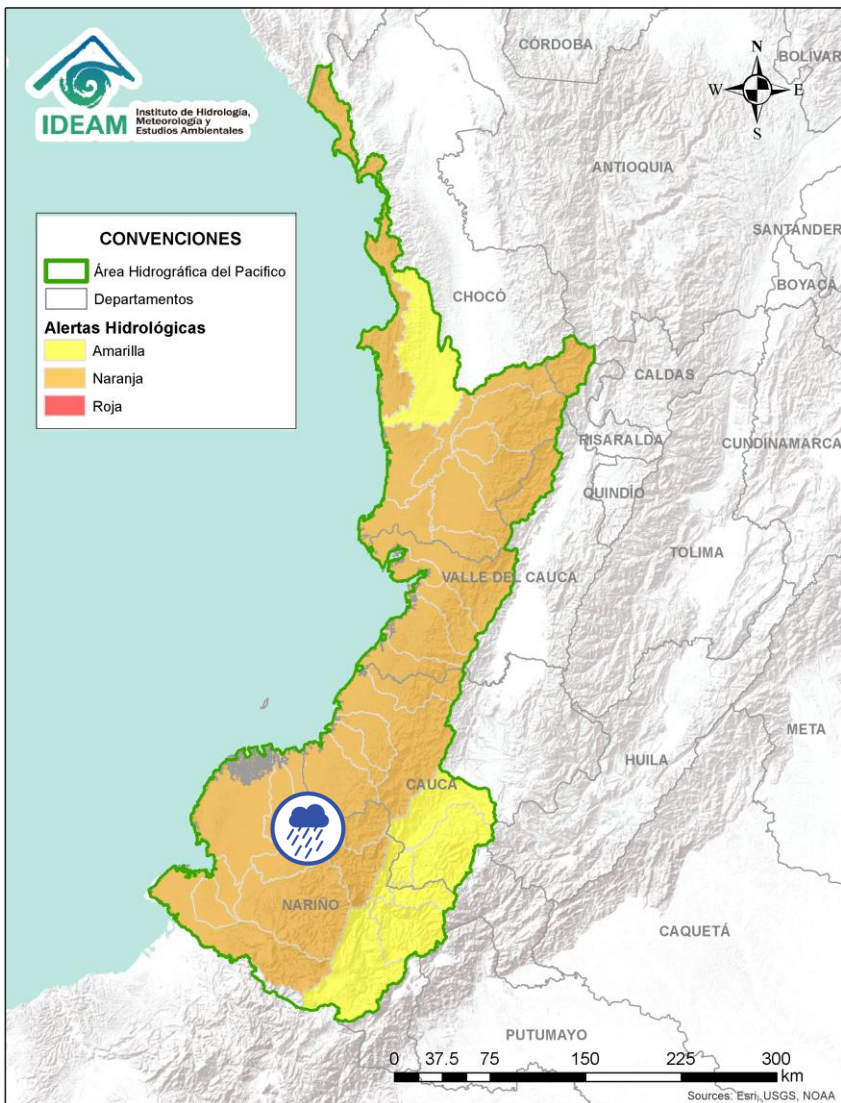 IDEAM
Instituto de Hidrología,
Meteorología y
Estudios Ambientales
CÓRDOBA
BOLÍVAR
N
W
E
S
ANTIOQUIA
SANTANDER
BOYACÁ
CONVENCIONES
Área Hidrográfica del Pacifico
Departamentos
Alertas Hidrológicas
Amarilla
Naranja
Roja
CHOCÓ
CALDAS
RISARALDA
CUNDINAMARCA
QUINDÍO
TOLIMA
VALLE DEL CAUCA
META
HUILA
CAUCA
NARIÑO
CAQUETÁ
PUTUMAYO
0 37.5 75 150 225 300
km
Sources: Esri, USGS, NOAA